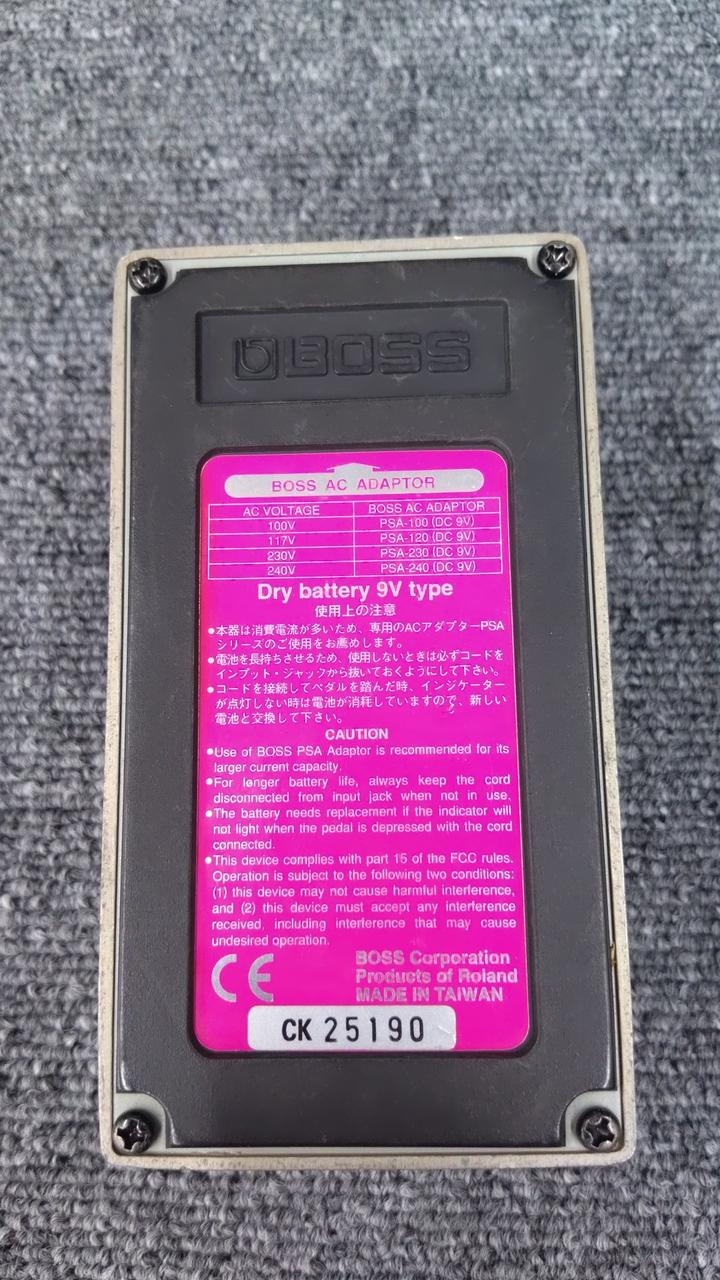 BOSS
BOSS AC ADAPTOR
AC VOLTAGE BOSS AC ADAPTOR
100V PSA-100 (DC 9V)
117V PSA-120 (DC 9V)
230V PSA-230 (DC 9V)
240V PSA-240 (DC 9V)
Dry battery 9V type
使用上の注意
●本器は消費電流が多いため、専用のACアダプターPSA
シリーズのご使用をお薦めします。
●電池を長持ちさせるため、使用しないときは必ずコードを
インプット・ジャックから抜いておくようにして下さい。
●コードを接続してペダルを踏んだ時、インジケーター
が点灯しない時は電池が消耗していますので、新しい
電池と交換して下さい。
CAUTION
●Use of BOSS PSA Adaptor is recommended for its
larger current capacity.
●For longer battery life, always keep the cord
disconnected from input jack when not in use.
●The battery needs replacement if the indicator will
not light when the pedal is depressed with the cord
connected.
●This device complies with part 15 of the FCC rules.
Operation is subject to the following two conditions:
(1) this device may not cause harmful interference,
and (2) this device must accept any interference
received, including interference that may cause
undesired operation.
CE
BOSS Corporation
Products of Roland
MADE IN TAIWAN
CK 25190